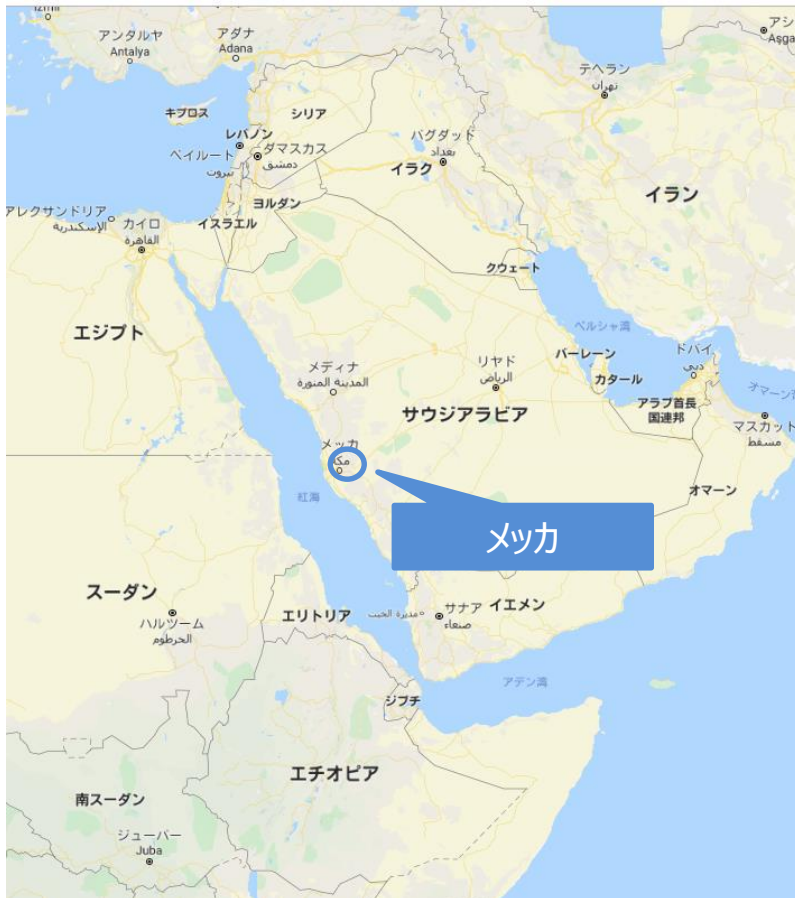 アンタルヤ
Antalya
アダナ
Adana
テヘラン
تهران
キプロス
シリア
レバノン
ベイルート
بيروت
ダマスカス
دمشق
バグダッド
بغداد
イラク
イラン
アレクサンドリア
الإسكندرية
カイロ
القاهرة
イスラエル
ヨルダン
クウェート
エジプト
ペルシャ湾
メディナ
المدينة المنورة
リヤド
الرياض
バーレーン
カタール
ドバイ
دبي
アラブ首長
国連邦
マスカット
مسقط
サウジアラビア
メッカ
オマーン
紅海
メッカ
スーダン
ハルツーム
الخرطوم
エリトリア
サナア
صنعاء
イエメン
アデン湾
ジブチ
エチオピア
南スーダン
ジューバー
Juba